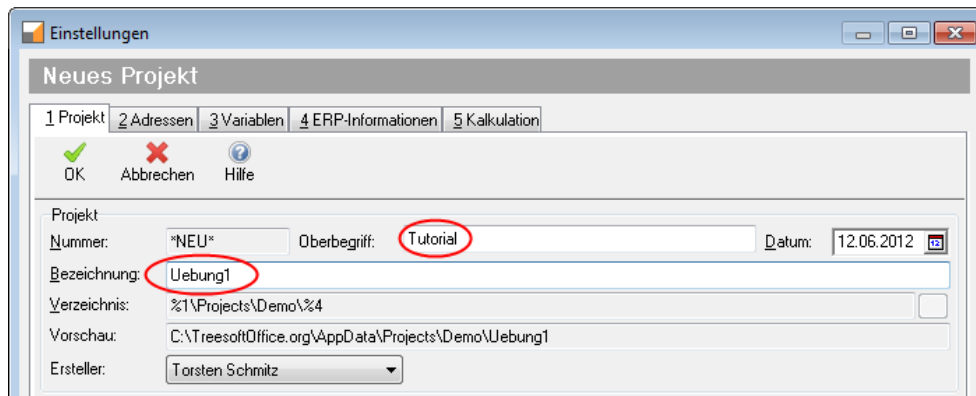 Einstellungen
Neues Projekt
1 Projekt 2 Adressen 3 Variablen 4 ERP-Informationen 5 Kalkulation
OK Abbrechen Hilfe
Projekt
Nummer: *NEU* Oberbegriff: Tutorial Datum: 12.06.2012 12
Bezeichnung: Uebung1
Verzeichnis: %1\Projects\Demo\%4
Vorschau: C:\TreesoftOffice.org\AppData\Projects\Demo\Uebung1
Ersteller: Torsten Schmitz